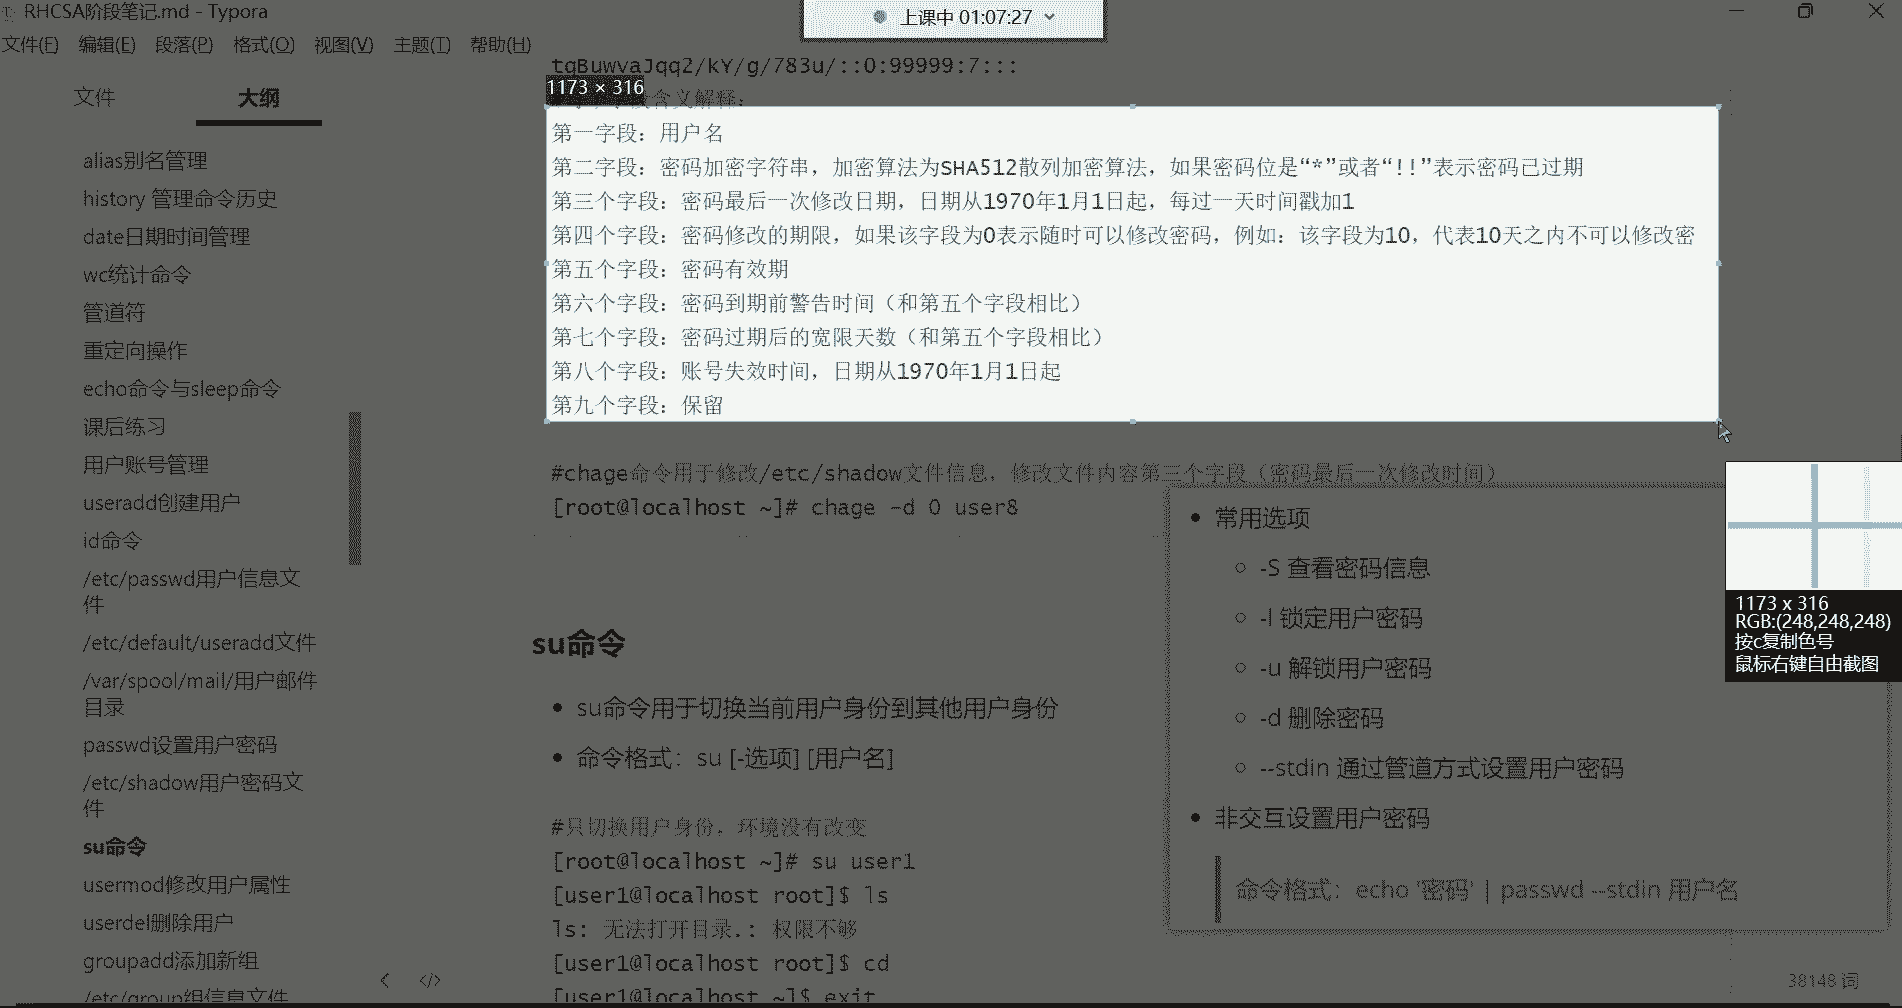 RHCSA阶段笔记.md - Typora
上课中 01:07:27
文件(F) 编辑(E) 段落(P) 格式(O) 视图(V) 主题(T) 帮助(H)
文件 大纲
alias别名管理
history 管理命令历史
date日期时间管理
wc统计命令
管道符
重定向操作
echo命令与sleep命令
课后练习
用户账号管理
useradd创建用户
id命令
/etc/passwd用户信息文
件
/etc/default/useradd文件
/var/spool/mail/用户邮件
目录
passwd设置用户密码
/etc/shadow用户密码文
件
su命令
usermod修改用户属性
userdel删除用户
groupadd添加新组
/etc/group组信息文件
tgBuwvaJqq2/kY/g/783u/::0:99999:7:::
1173 × 316
含义解释：
第一字段：用户名
第二字段：密码加密字符串，加密算法为SHA512散列加密算法，如果密码位是“*”或者“!!”表示密码已过期
第三个字段：密码最后一次修改日期，日期从1970年1月1日起，每过一天时间戳加1
第四个字段：密码修改的期限，如果该字段为0表示随时可以修改密码，例如：该字段为10，代表10天之内不可以修改密
第五个字段：密码有效期
第六个字段：密码到期前警告时间（和第五个字段相比）
第七个字段：密码过期后的宽限天数（和第五个字段相比）
第八个字段：账号失效时间，日期从1970年1月1日起
第九个字段：保留
#chage命令用于修改/etc/shadow文件信息，修改文件内容第三个字段（密码最后一次修改时间）
[root@localhost ~]# chage -d 0 user8
su命令
su命令用于切换当前用户身份到其他用户身份
命令格式：su [-选项] [用户名]
#只切换用户身份，环境没有改变
[root@localhost ~]# su user1
[user1@localhost root]$ ls
ls: 无法打开目录.: 权限不够
[user1@localhost root]$ cd
[user1@localhost ~]$ exit
常用选项
-S 查看密码信息
-l 锁定用户密码
-u 解锁用户密码
-d 删除密码
--stdin 通过管道方式设置用户密码
非交互设置用户密码
命令格式：echo '密码' | passwd --stdin 用户名
1173 x 316
RGB:(248,248,248)
按c复制色号
鼠标右键自由截图
38148 词